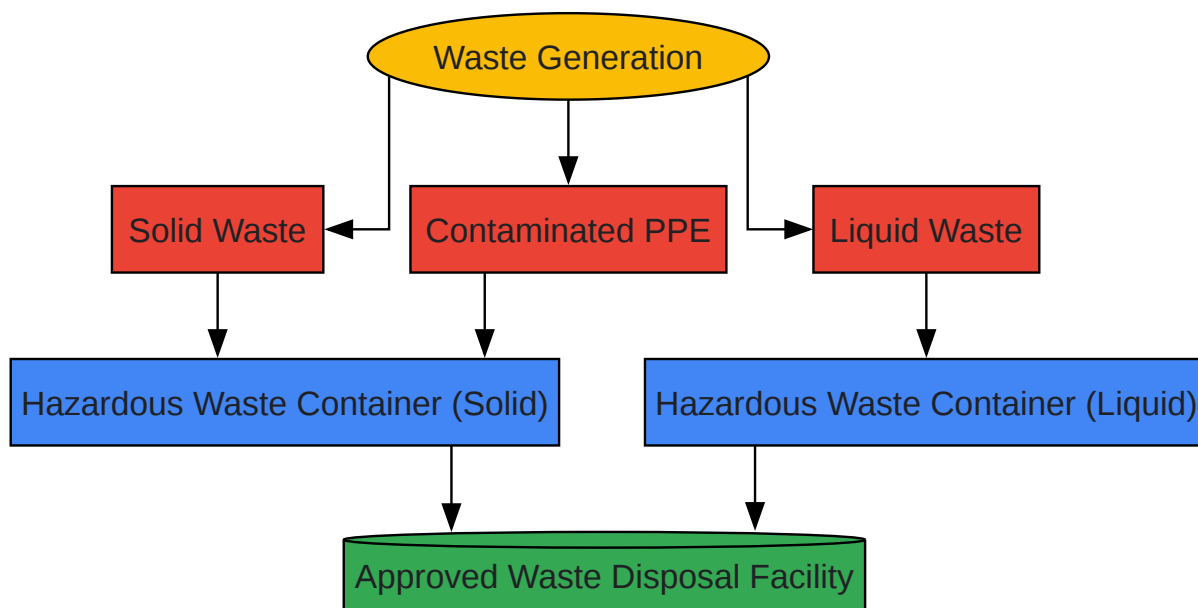 Waste Generation
Solid Waste
Contaminated PPE
Liquid Waste
Hazardous Waste Container (Solid)
Hazardous Waste Container (Liquid)
Approved Waste Disposal Facility